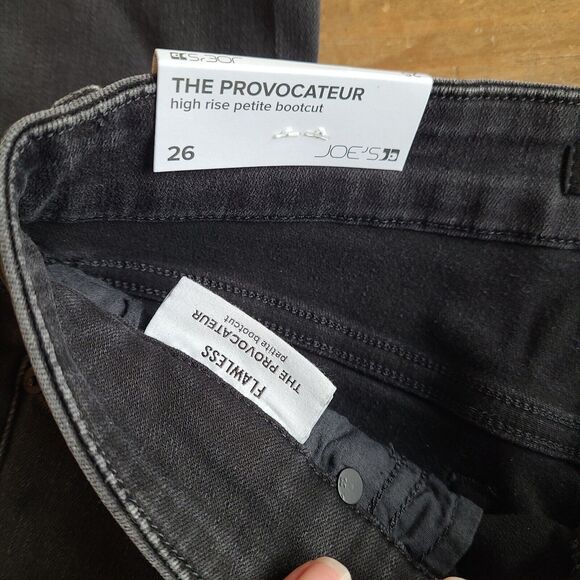 JOE'S
THE PROVOCATEUR
high rise petite bootcut
26
JOE'S
FLAWLESS
THE PROVOCATEUR
petite bootcut